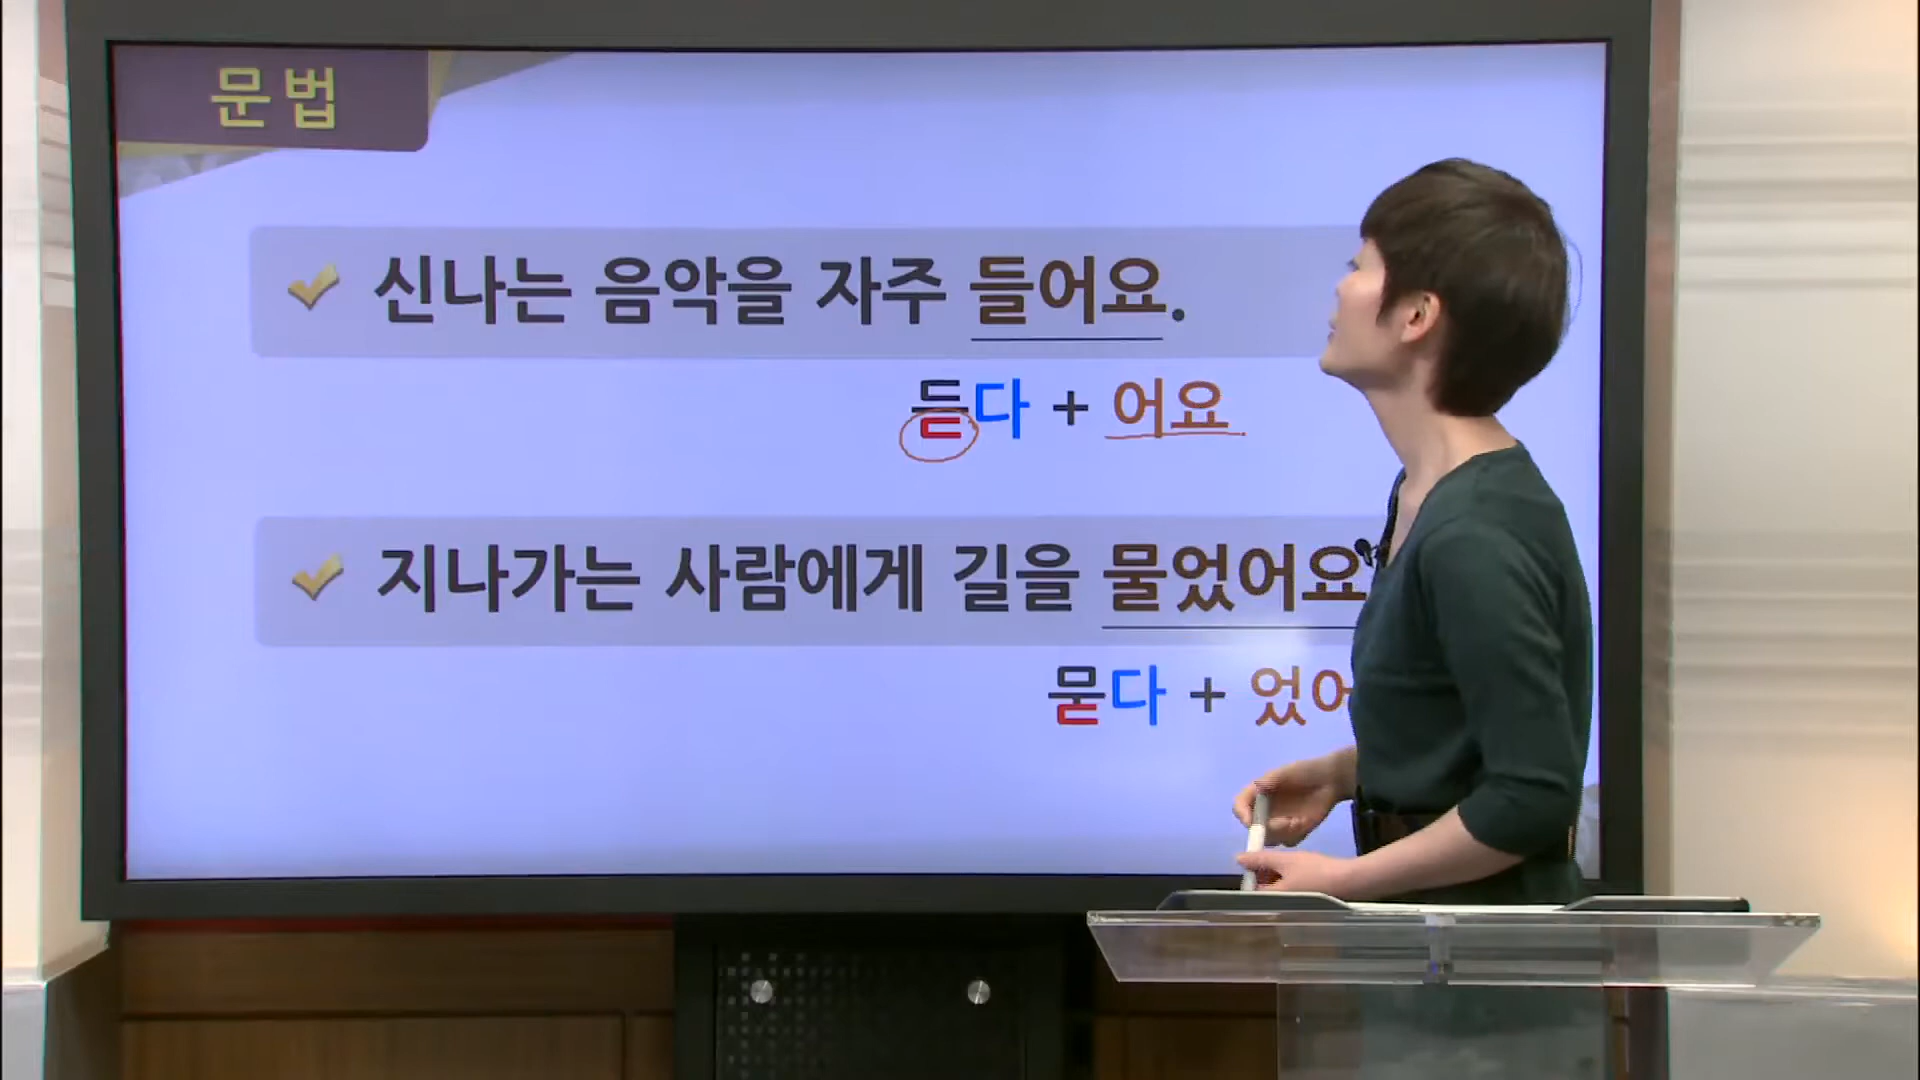 문법
신나는 음악을 자주 들어요.
듣다 + 어요
지나가는 사람에게 길을 물었어요
묻다 + 었어